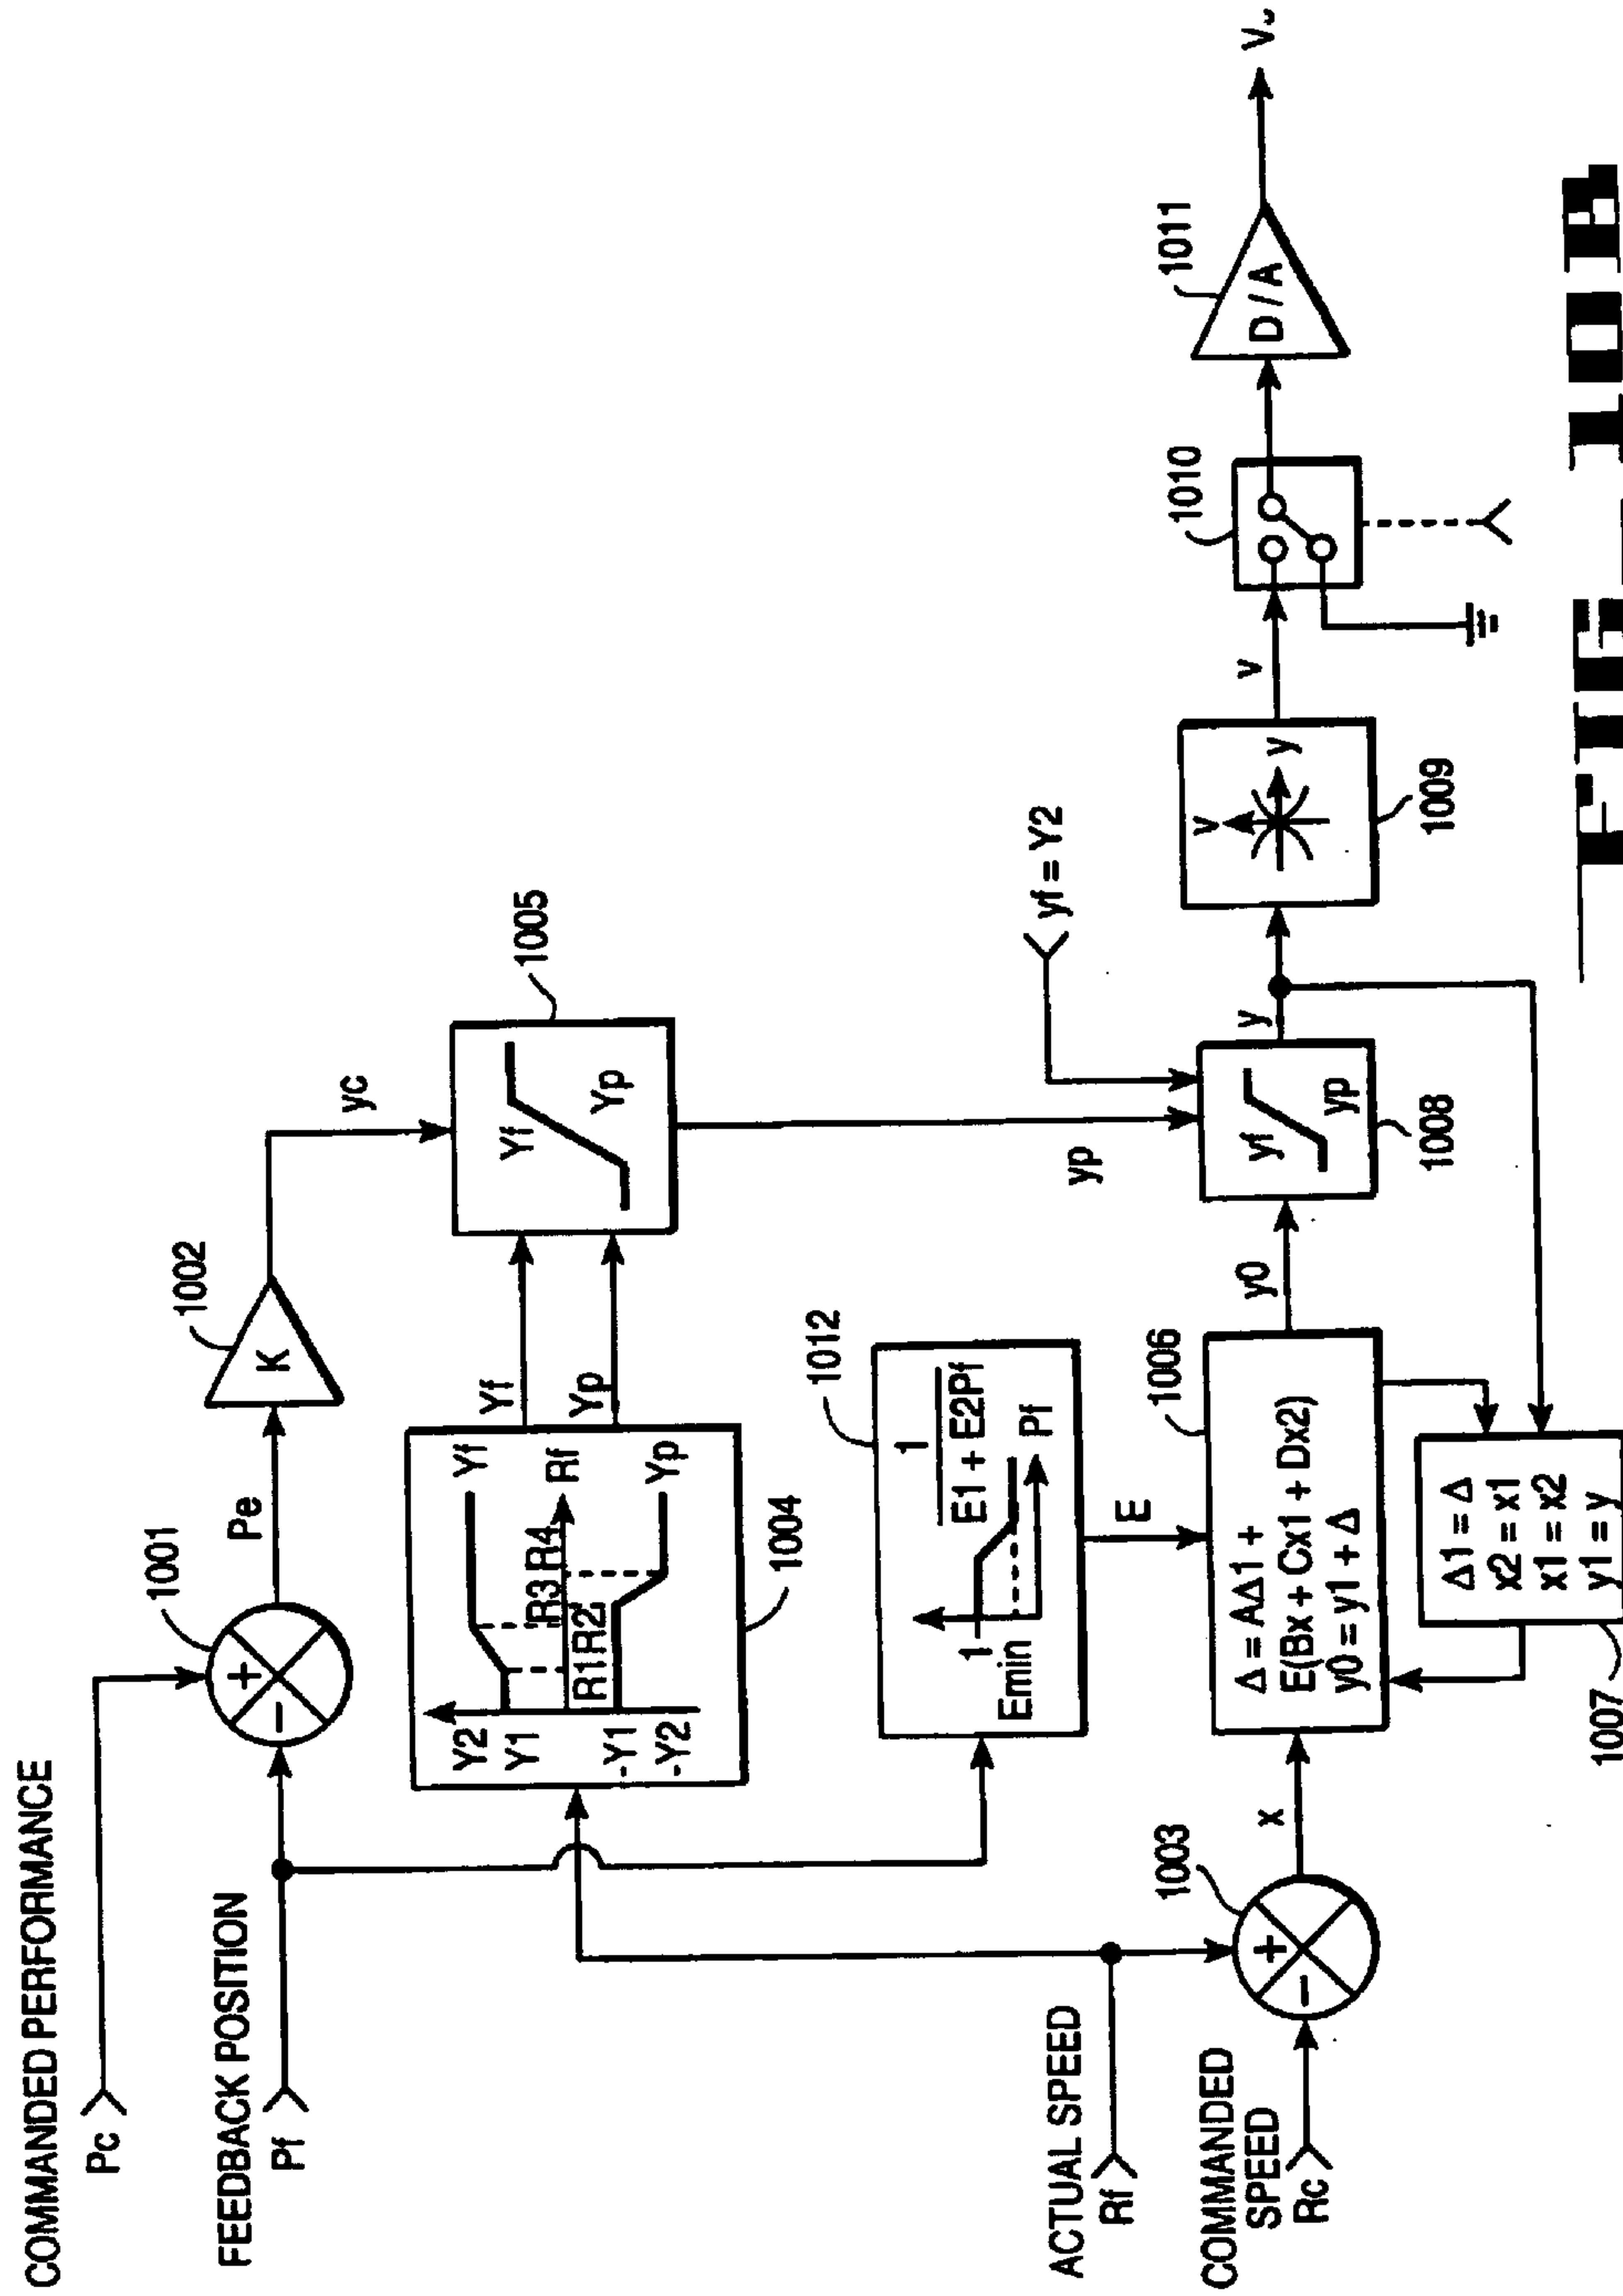 COMMANDED PERFORMANCE
Pc
FEEDBACK POSITION
Pf
1001
+
-
Pe
1002
K
yc
1005
Yf
Yp
Yf
Yp
Y2
Y1
-Y1
-Y2
R1 R2
R3 R4
Rf
Yf
Yp
1004
1012
1
E1 + E2Pf
1
Emin
Pf
E
ACTUAL SPEED
Rf
COMMANDED
SPEED
Rc
1003
+
-
x
1006
Δ = AΔ1 +
E(Bx + Cx1 + Dx2)
y0 = y1 + Δ
Δ1 = Δ
x2 = x1
x1 = x2
y1 = y
1007
y0
yp
yf = Y2
yf
yp
1008
y
v
y
1009
v
1010
D / A
1011